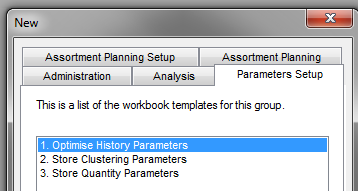 New
Assortment Planning Setup Assortment Planning
Administration Analysis Parameters Setup
This is a list of the workbook templates for this group.
1. Optimise History Parameters
2. Store Clustering Parameters
3. Store Quantity Parameters